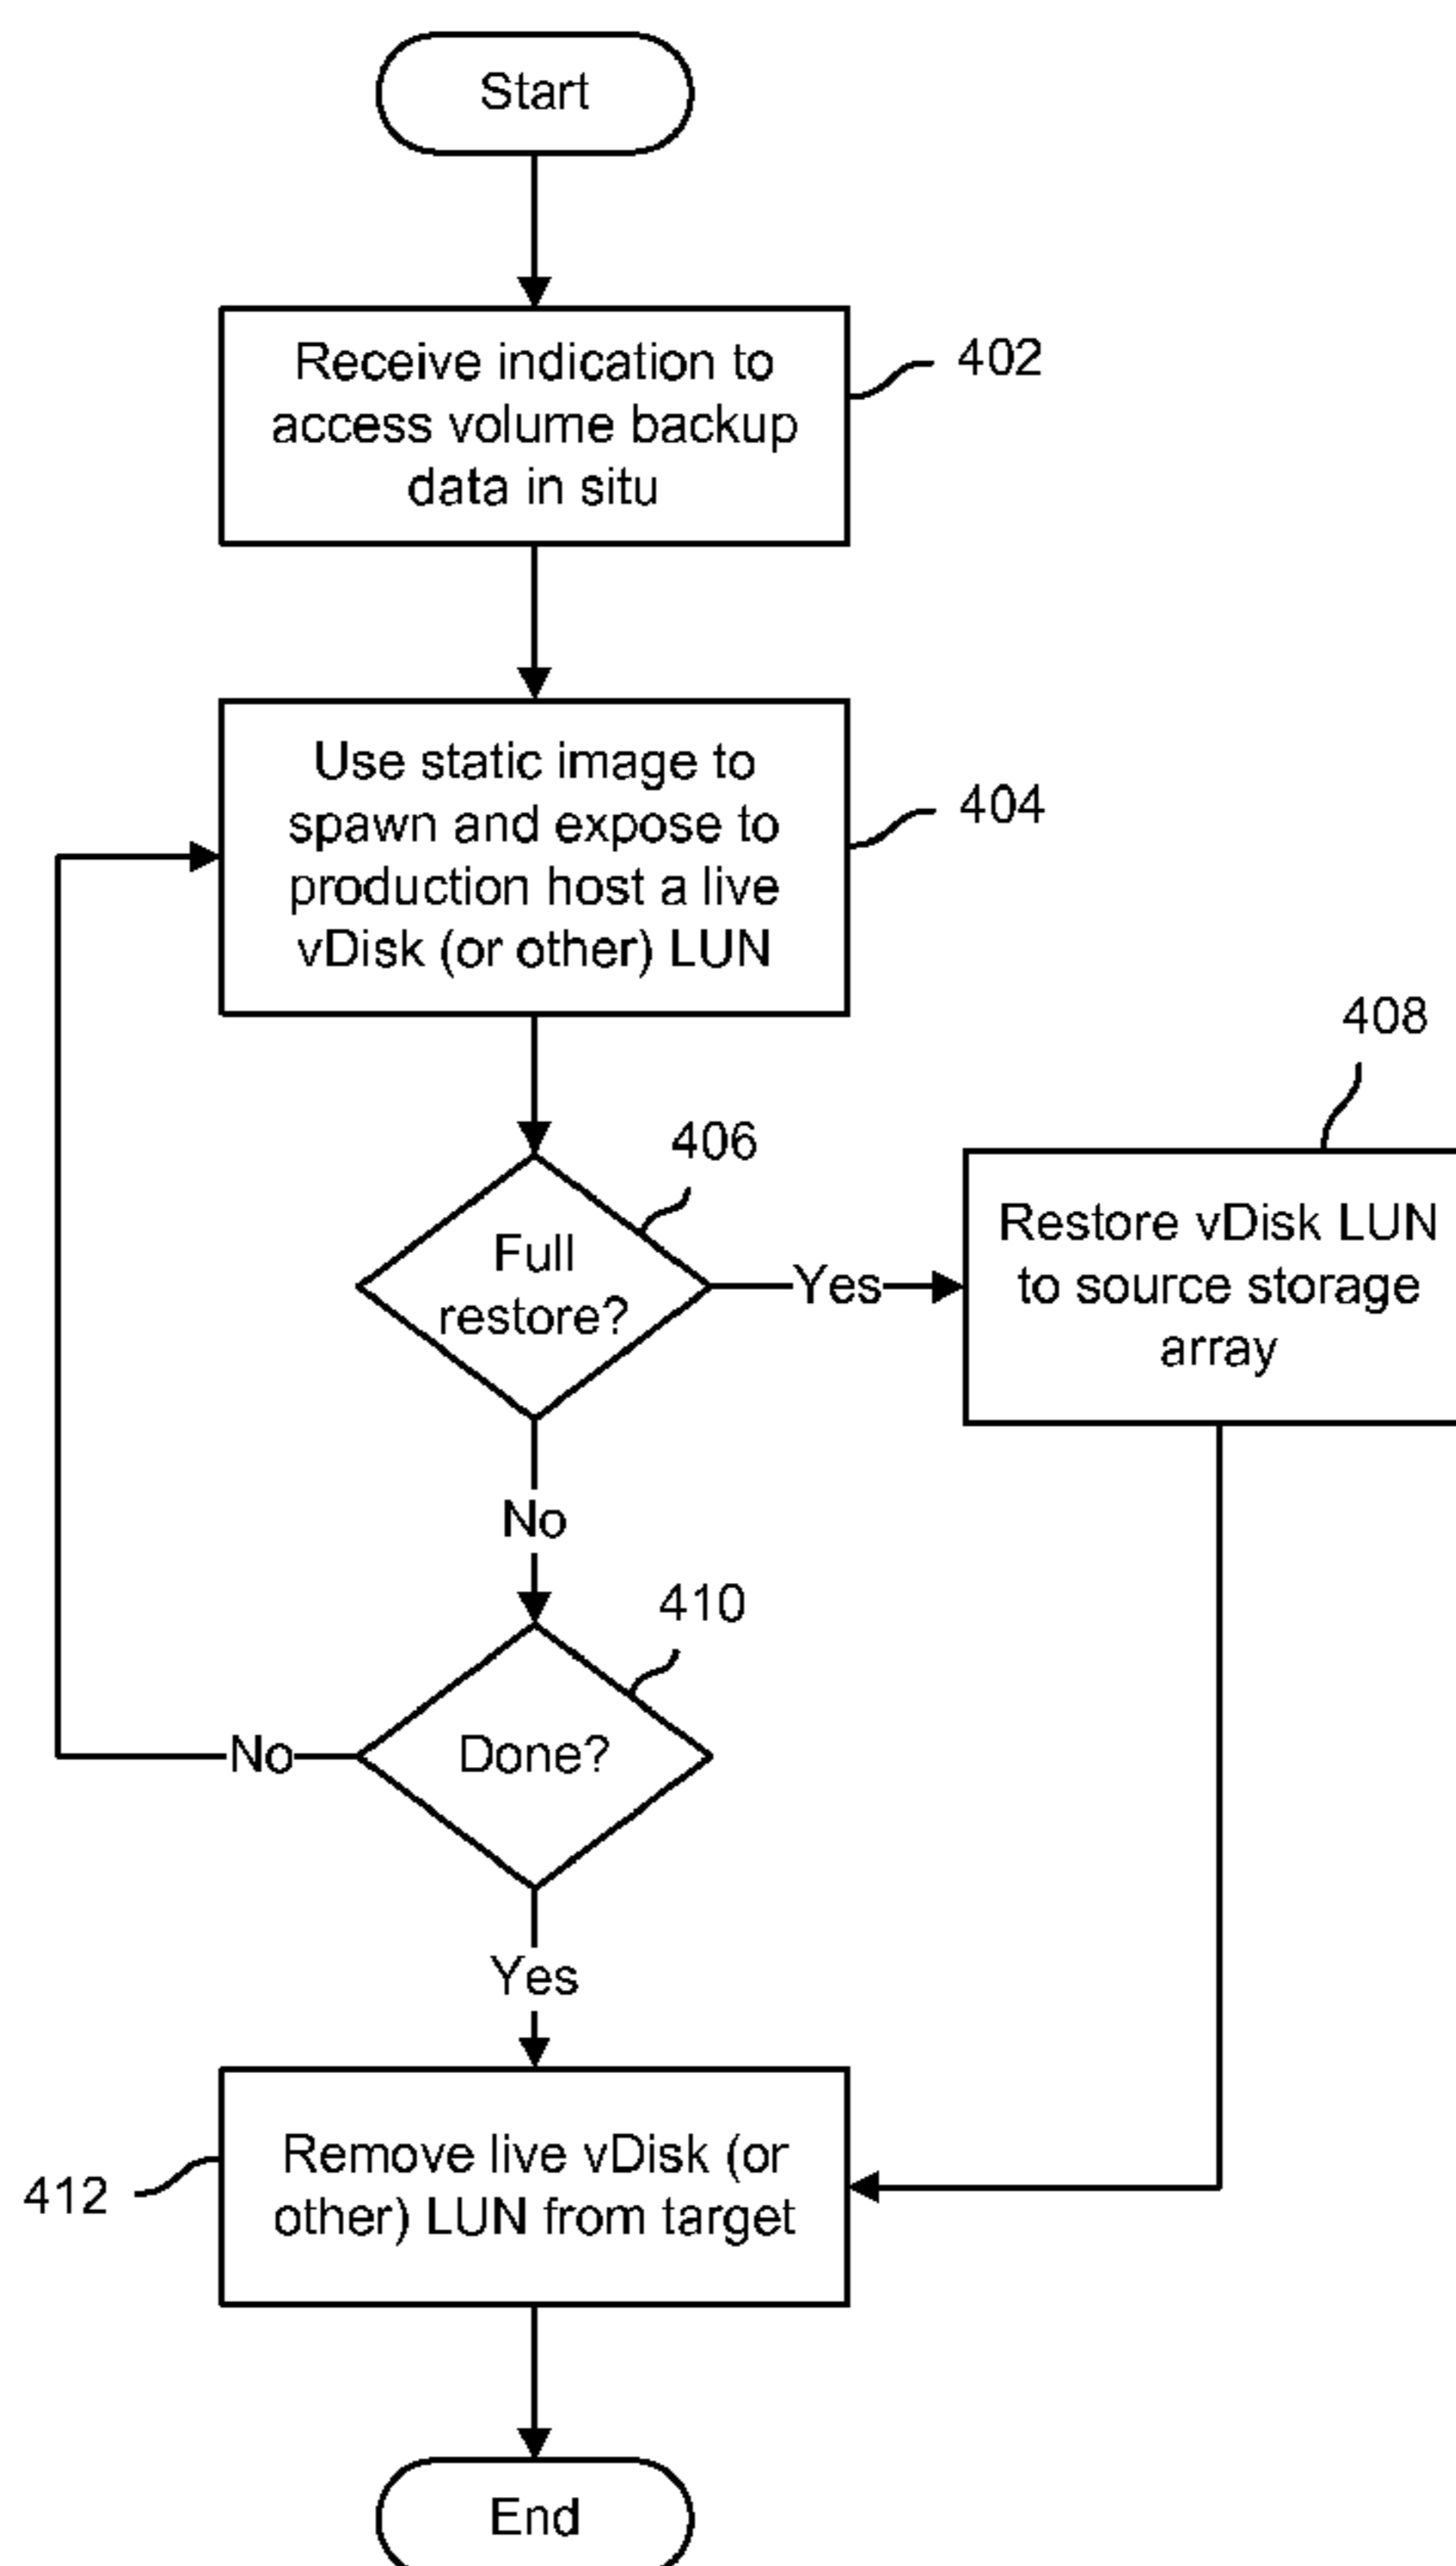 Start
Receive indication to
access volume backup
data in situ
402
Use static image to
spawn and expose to
production host a live
vDisk (or other) LUN
404
406
Full
restore?
Yes
408
Restore vDisk LUN
to source storage
array
No
410
Done?
No
Yes
412
Remove live vDisk (or
other) LUN from target
End